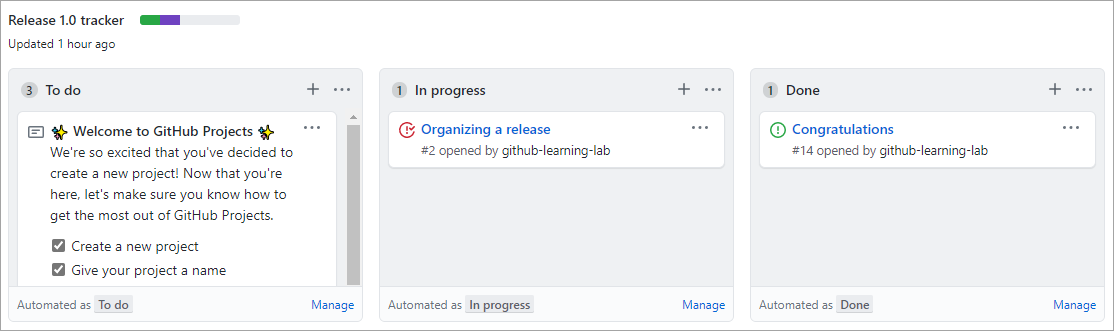 Release 1.0 tracker
Updated 1 hour ago
3 To do
✨ Welcome to GitHub Projects ✨
We're so excited that you've decided to
create a new project! Now that you're
here, let's make sure you know how to
get the most out of GitHub Projects.
Create a new project
Give your project a name
Automated as To do Manage
1 In progress
Organizing a release
#2 opened by github-learning-lab
Automated as In progress Manage
1 Done
Congratulations
#14 opened by github-learning-lab
Automated as Done Manage